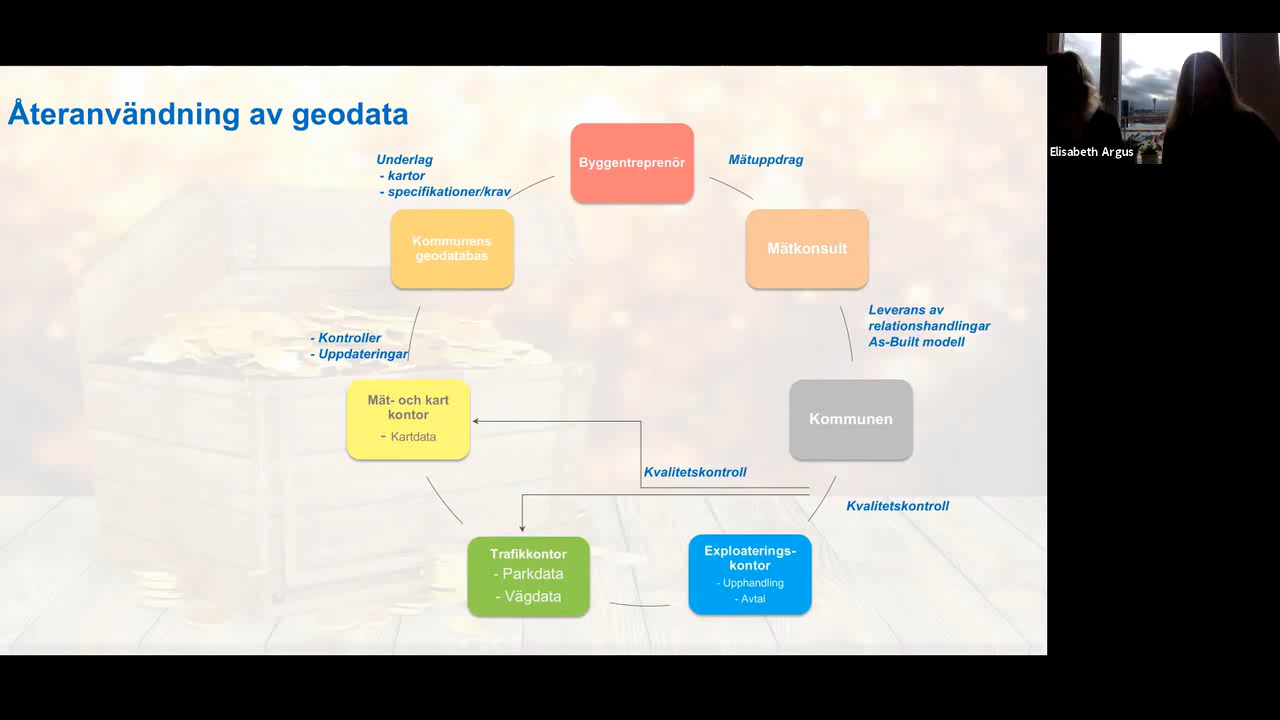 Återanvändning av geodata
Elisabeth Argus
Byggentreprenör
Underlag
- kartor
- specifikationer/krav
Mätuppdrag
Kommunens
geodatabas
Mätkonsult
Leverans av
relationshandlingar
As-Built modell
- Kontroller
- Uppdateringar
Mät- och kart
kontor
- Kartdata
Kommunen
Kvalitetskontroll
Kvalitetskontroll
Trafikkontor
- Parkdata
- Vägdata
Exploaterings-
kontor
- Upphandling
- Avtal